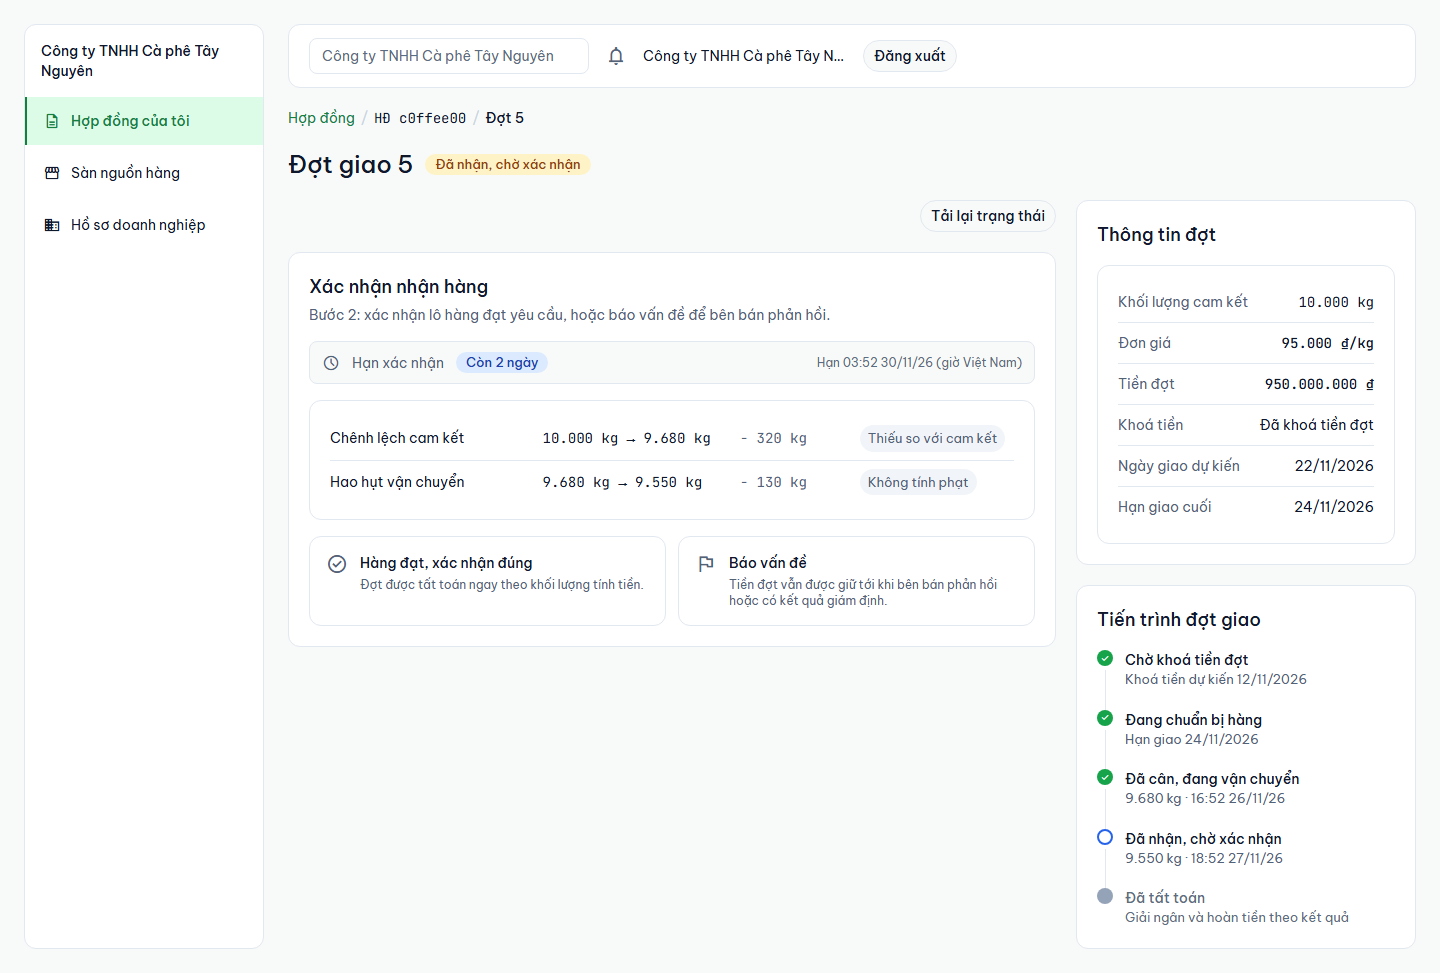 Công ty TNHH Cà phê Tây
Nguyên
Hợp đồng của tôi
Sàn nguồn hàng
Hồ sơ doanh nghiệp
Công ty TNHH Cà phê Tây Nguyên
Công ty TNHH Cà phê Tây N...
Đăng xuất
Hợp đồng / HĐ c0ffee00 / Đợt 5
Đợt giao 5
Đã nhận, chờ xác nhận
Tải lại trạng thái
Xác nhận nhận hàng
Bước 2: xác nhận lô hàng đạt yêu cầu, hoặc báo vấn đề để bên bán phản hồi.
Hạn xác nhận Còn 2 ngày Hạn 03:52 30/11/26 (giờ Việt Nam)
Chênh lệch cam kết 10.000 kg → 9.680 kg - 320 kg Thiếu so với cam kết
Hao hụt vận chuyển 9.680 kg → 9.550 kg - 130 kg Không tính phạt
Hàng đạt, xác nhận đúng
Đợt được tất toán ngay theo khối lượng tính tiền.
Báo vấn đề
Tiền đợt vẫn được giữ tới khi bên bán phản hồi
hoặc có kết quả giám định.
Thông tin đợt
Khối lượng cam kết 10.000 kg
Đơn giá 95.000 ₫/kg
Tiền đợt 950.000.000 ₫
Khoá tiền Đã khoá tiền đợt
Ngày giao dự kiến 22/11/2026
Hạn giao cuối 24/11/2026
Tiến trình đợt giao
Chờ khoá tiền đợt
Khoá tiền dự kiến 12/11/2026
Đang chuẩn bị hàng
Hạn giao 24/11/2026
Đã cân, đang vận chuyển
9.680 kg · 16:52 26/11/26
Đã nhận, chờ xác nhận
9.550 kg · 18:52 27/11/26
Đã tất toán
Giải ngân và hoàn tiền theo kết quả